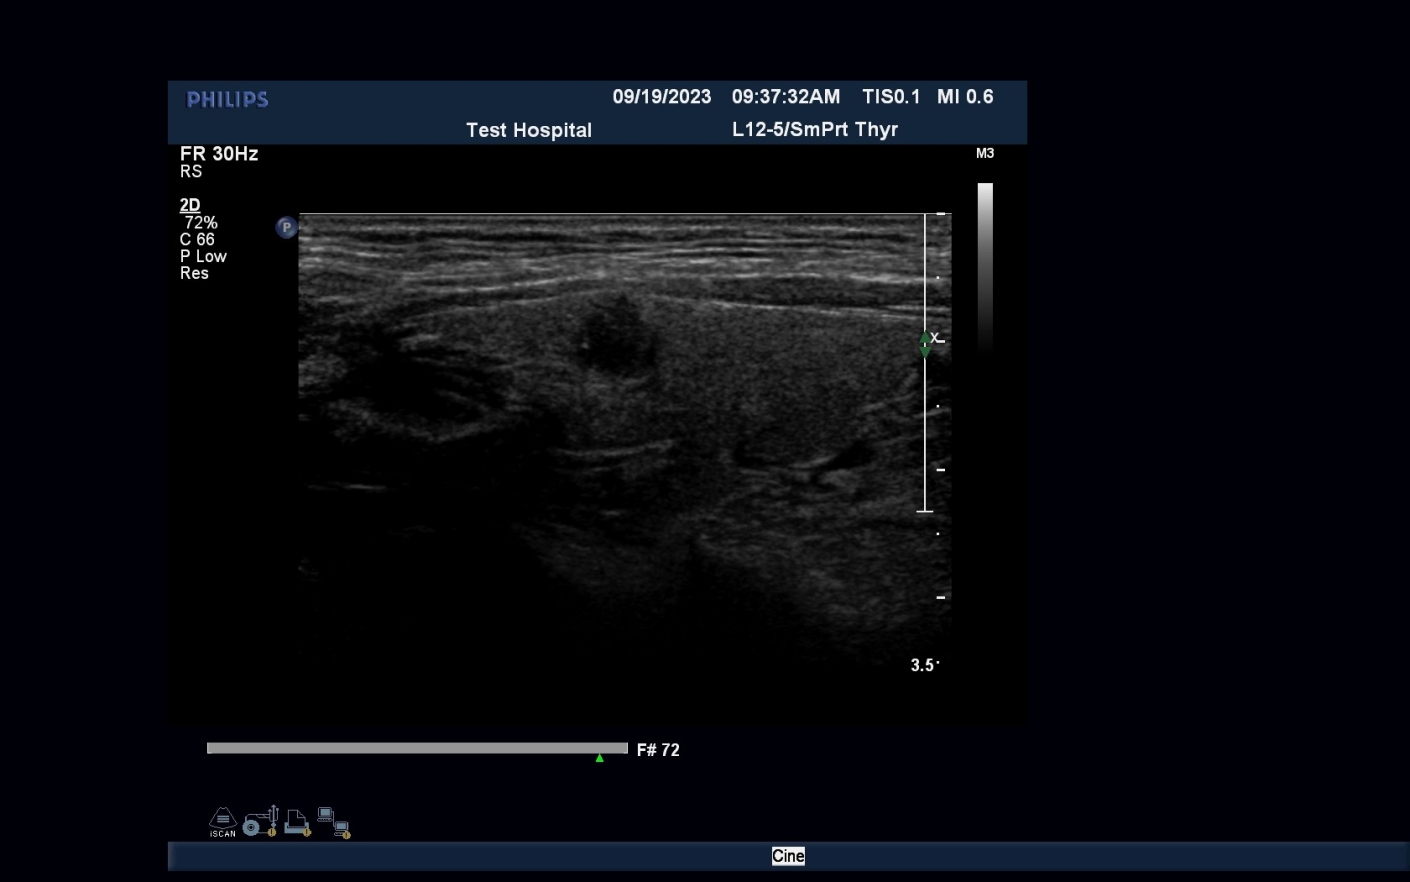 PHILIPS
09/19/2023 09:37:32AM TIS0.1 MI 0.6
Test Hospital L12-5/SmPrt Thyr
FR 30Hz
RS
M3
2D
72%
C 66
P Low
Res
P
X
3.5
F# 72
iSCAN
Cine